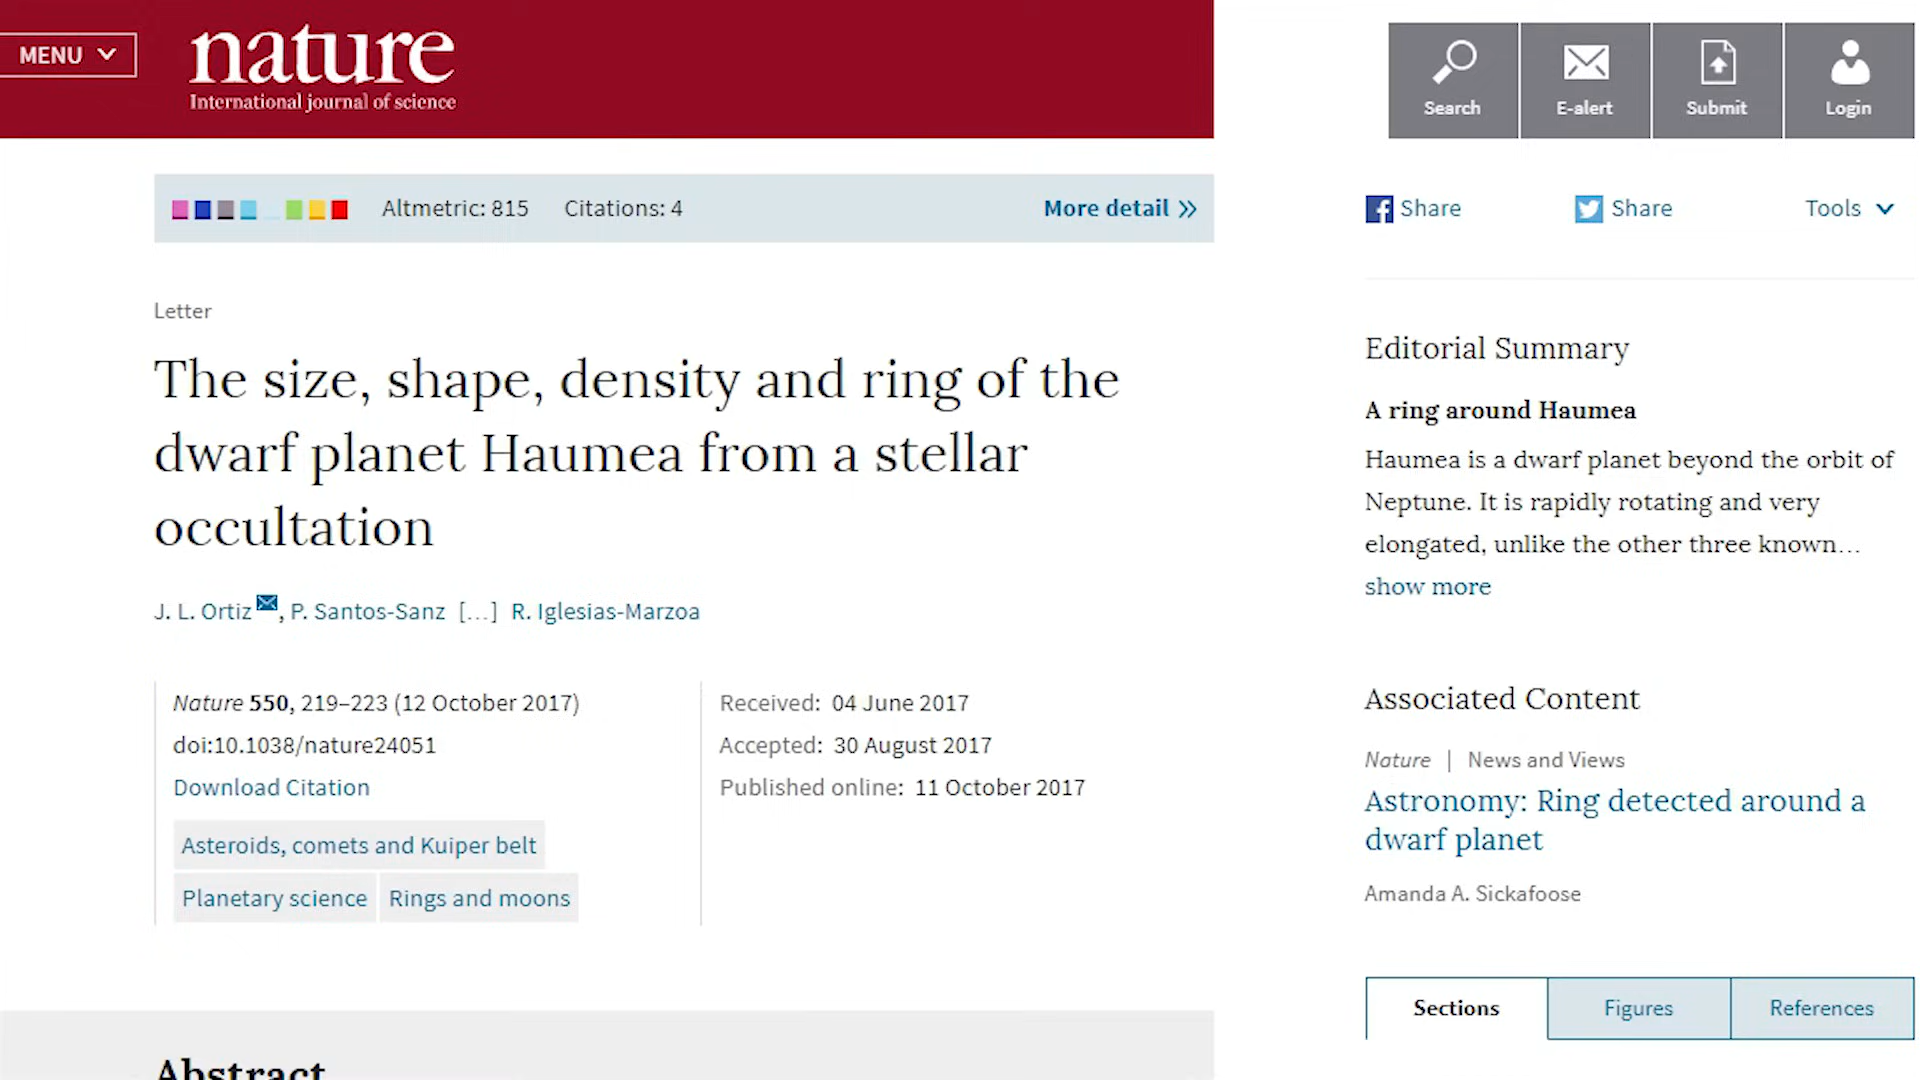 MENU
nature
International journal of science
Search
E-alert
Submit
Login
Altmetric: 815 Citations: 4 More detail
Share
Share
Tools
Letter
The size, shape, density and ring of the
dwarf planet Haumea from a stellar
occultation
J. L. Ortiz, P. Santos-Sanz [...] R. Iglesias-Marzoa
Nature 550, 219–223 (12 October 2017)
doi:10.1038/nature24051
Download Citation
Asteroids, comets and Kuiper belt
Planetary science Rings and moons
Received: 04 June 2017
Accepted: 30 August 2017
Published online: 11 October 2017
Editorial Summary
A ring around Haumea
Haumea is a dwarf planet beyond the orbit of
Neptune. It is rapidly rotating and very
elongated, unlike the other three known…
show more
Associated Content
Nature | News and Views
Astronomy: Ring detected around a
dwarf planet
Amanda A. Sickafoose
Sections Figures References
Abstract